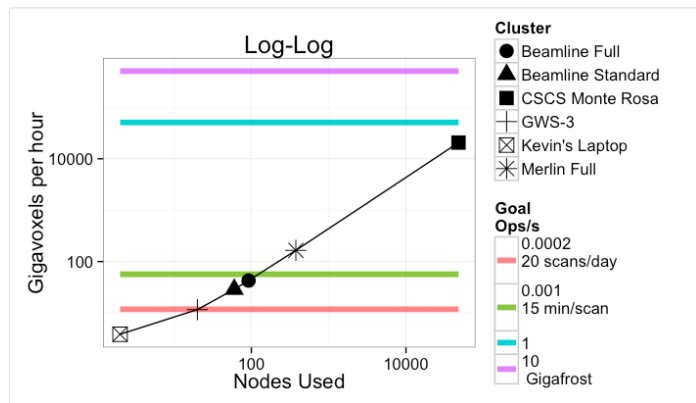 Log-Log
Gigavoxels per hour
10000
100
100
10000
Nodes Used
Cluster
Beamline Full
Beamline Standard
CSCS Monte Rosa
GWS-3
Kevin's Laptop
Merlin Full
Goal
Ops/s
0.0002
20 scans/day
0.001
15 min/scan
1
10
Gigafrost